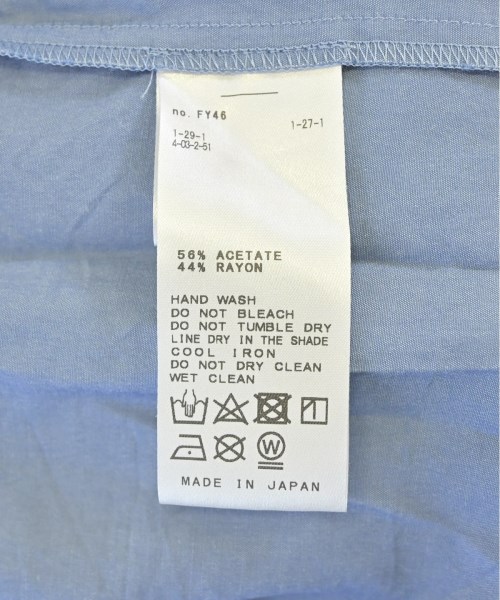 no. FY46
1-27-1
1-29-1
4-03-2-51
56% ACETATE
44% RAYON
HAND WASH
DO NOT BLEACH
DO NOT TUMBLE DRY
LINE DRY IN THE SHADE
COOL IRON
DO NOT DRY CLEAN
WET CLEAN
W
MADE IN JAPAN